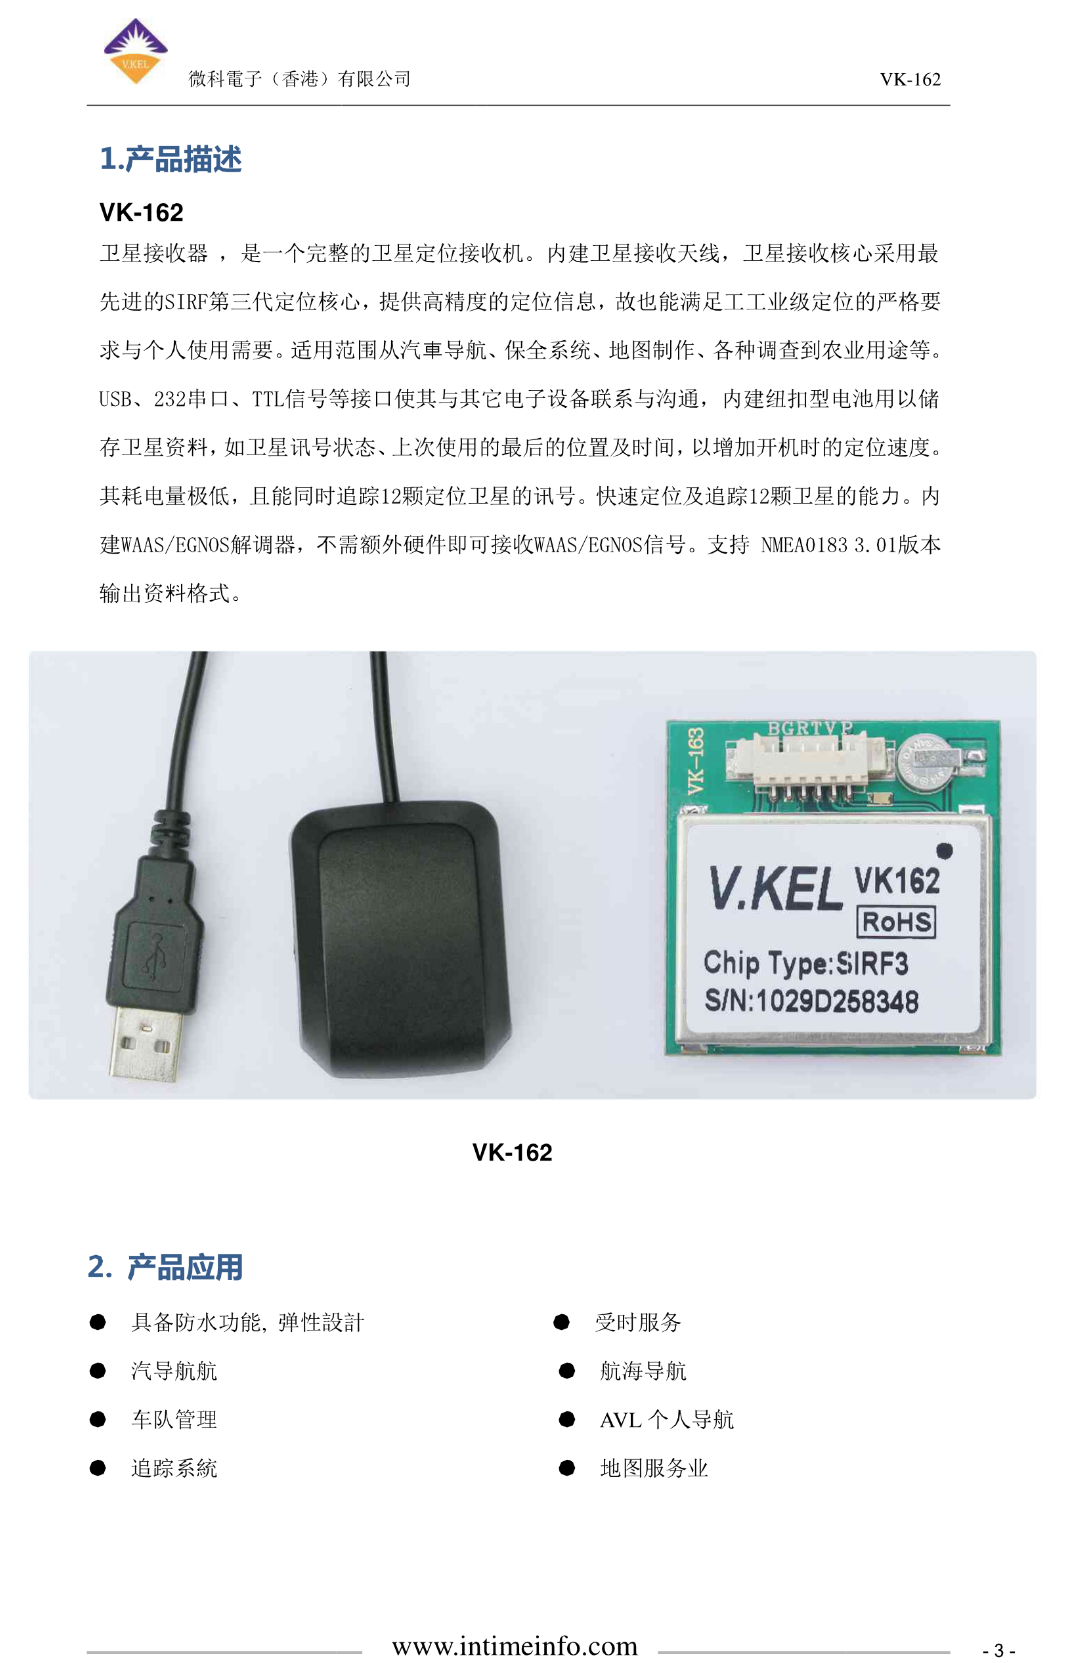 V.KEL
微科電子（香港）有限公司 VK-162
1.产品描述
VK-162
卫星接收器 ，是一个完整的卫星定位接收机。内建卫星接收天线，卫星接收核心采用最
先进的SIRF第三代定位核心，提供高精度的定位信息，故也能满足工工业级定位的严格要
求与个人使用需要。适用范围从汽車导航、保全系统、地图制作、各种调查到农业用途等。
USB、232串口、TTL信号等接口使其与其它电子设备联系与沟通，内建纽扣型电池用以储
存卫星资料，如卫星讯号状态、上次使用的最后的位置及时间，以增加开机时的定位速度。
其耗电量极低，且能同时追踪12颗定位卫星的讯号。快速定位及追踪12颗卫星的能力。内
建WAAS/EGNOS解调器，不需额外硬件即可接收WAAS/EGNOS信号。支持 NMEA0183 3.01版本
输出资料格式。
BGRTVP
VK-163
V.KEL VK162
RoHS
Chip Type:SIRF3
S/N:1029D258348
VK-162
2. 产品应用
● 具备防水功能, 弹性設計 ● 受时服务
● 汽导航航 ● 航海导航
● 车队管理 ● AVL 个人导航
● 追踪系統 ● 地图服务业
www.intimeinfo.com - 3 -